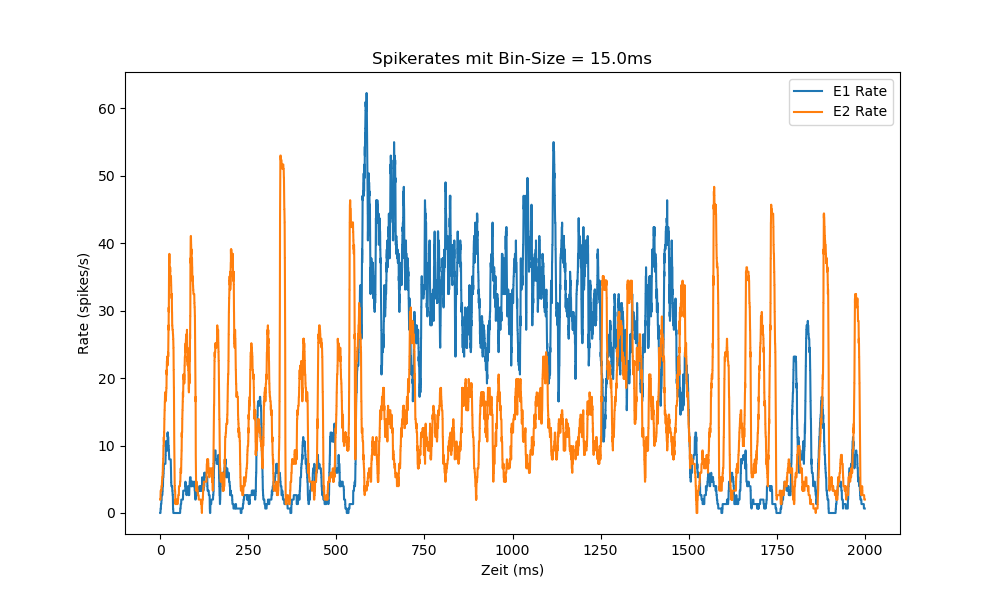 Spikerates mit Bin-Size = 15.0ms
E1 Rate
E2 Rate
Rate (spikes/s)
60
50
40
30
20
10
0
0 250 500 750 1000 1250 1500 1750 2000
Zeit (ms)